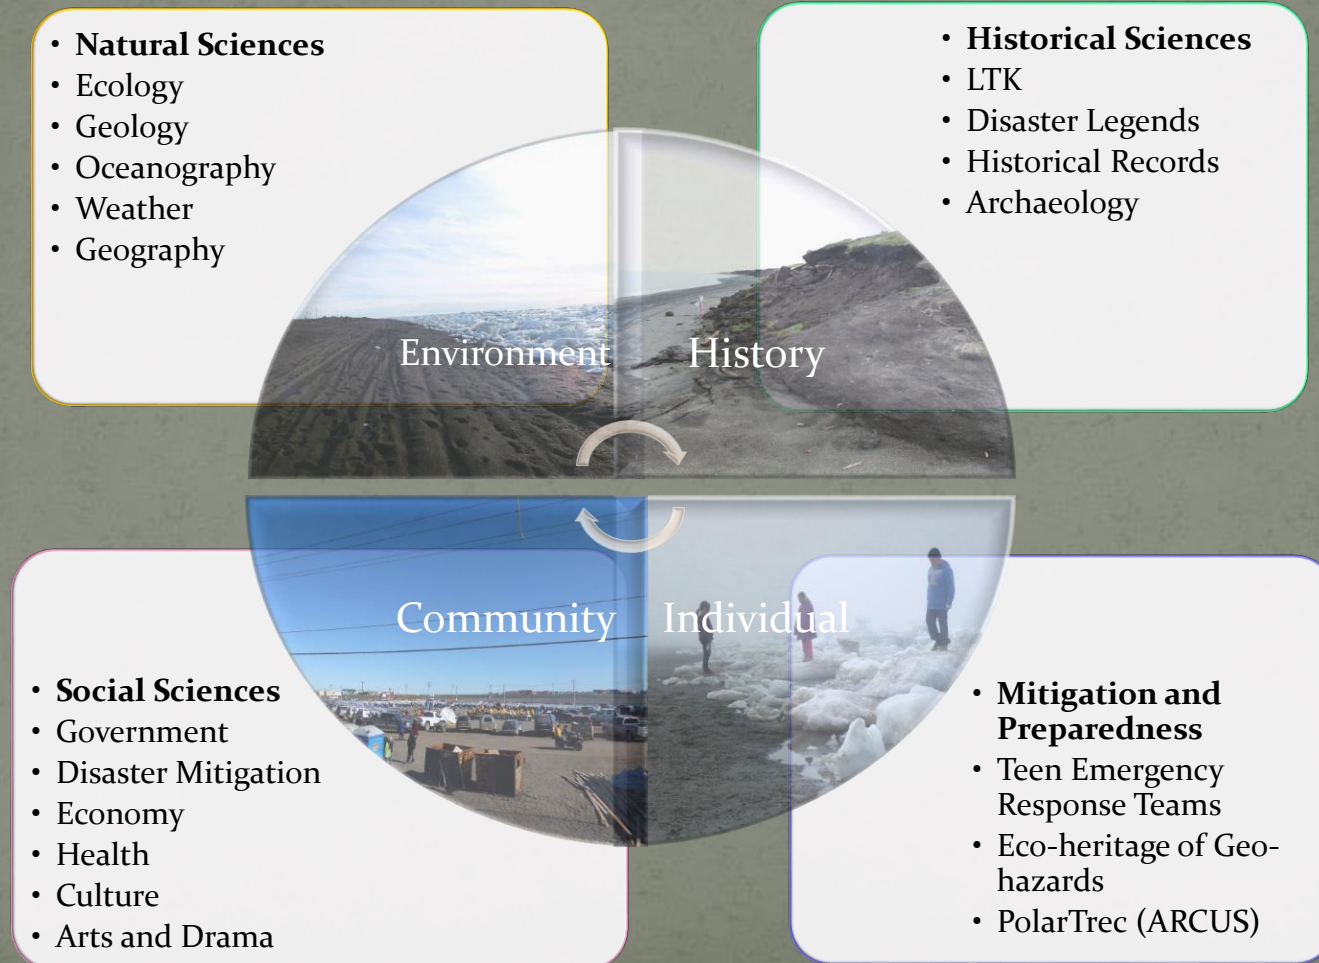 • Natural Sciences
• Ecology
• Geology
• Oceanography
• Weather
• Geography
• Historical Sciences
• LTK
• Disaster Legends
• Historical Records
• Archaeology
Environment
History
Community
Individual
• Social Sciences
• Government
• Disaster Mitigation
• Economy
• Health
• Culture
• Arts and Drama
• Mitigation and
Preparedness
• Teen Emergency
Response Teams
• Eco-heritage of Geo-
hazards
• PolarTrec (ARCUS)